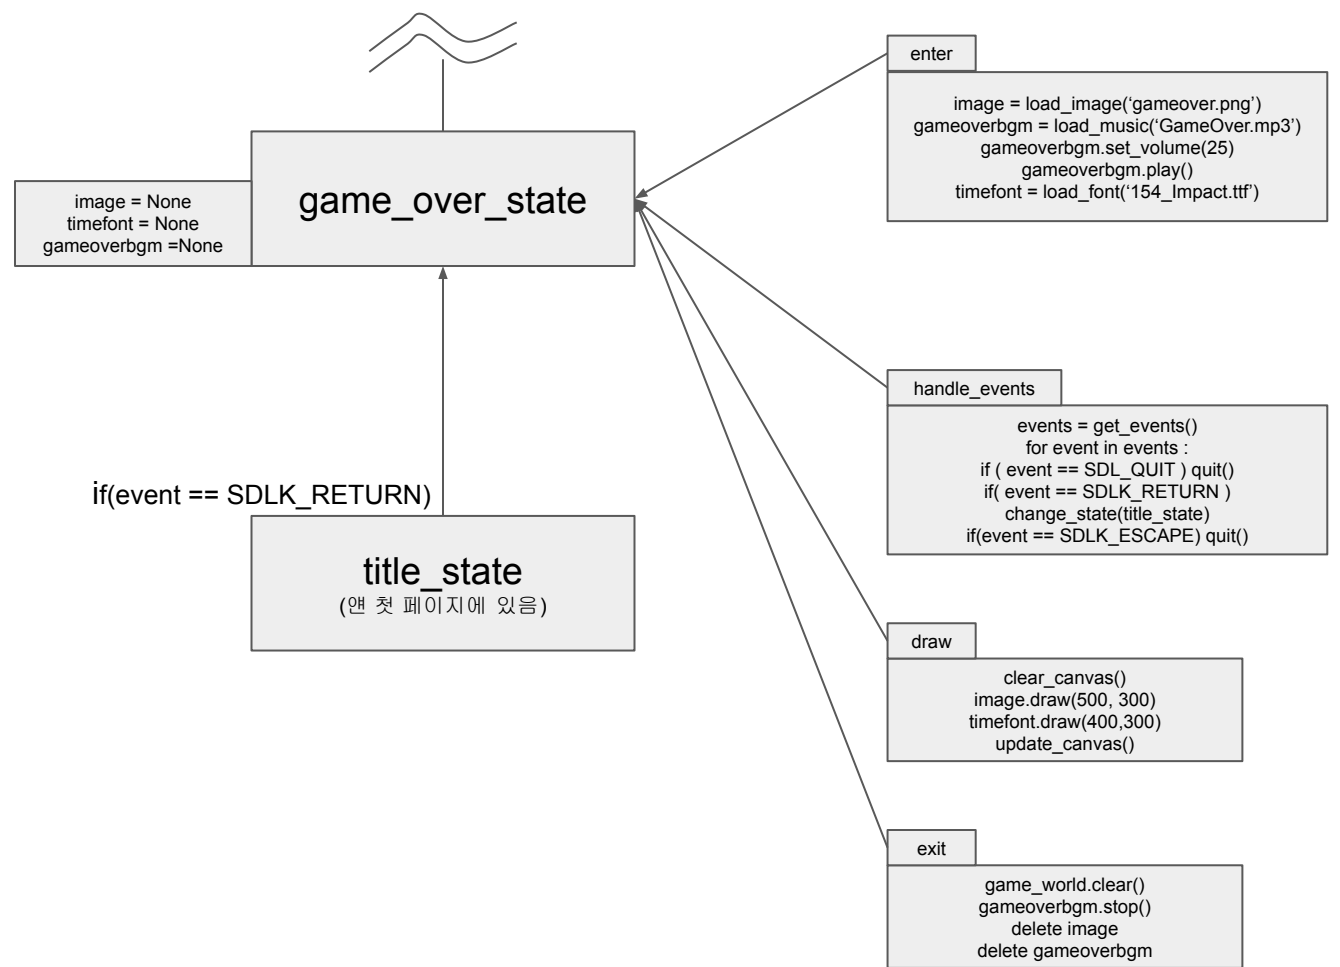 game_over_state
image = None
timefont = None
gameoverbgm =None
if(event == SDLK_RETURN)
title_state
(얜 첫 페이지에 있음)
enter
image = load_image(‘gameover.png’)
gameoverbgm = load_music(‘GameOver.mp3’)
gameoverbgm.set_volume(25)
gameoverbgm.play()
timefont = load_font(‘154_Impact.ttf’)
handle_events
events = get_events()
for event in events :
if ( event == SDL_QUIT ) quit()
if( event == SDLK_RETURN )
change_state(title_state)
if(event == SDLK_ESCAPE) quit()
draw
clear_canvas()
image.draw(500, 300)
timefont.draw(400,300)
update_canvas()
exit
game_world.clear()
gameoverbgm.stop()
delete image
delete gameoverbgm